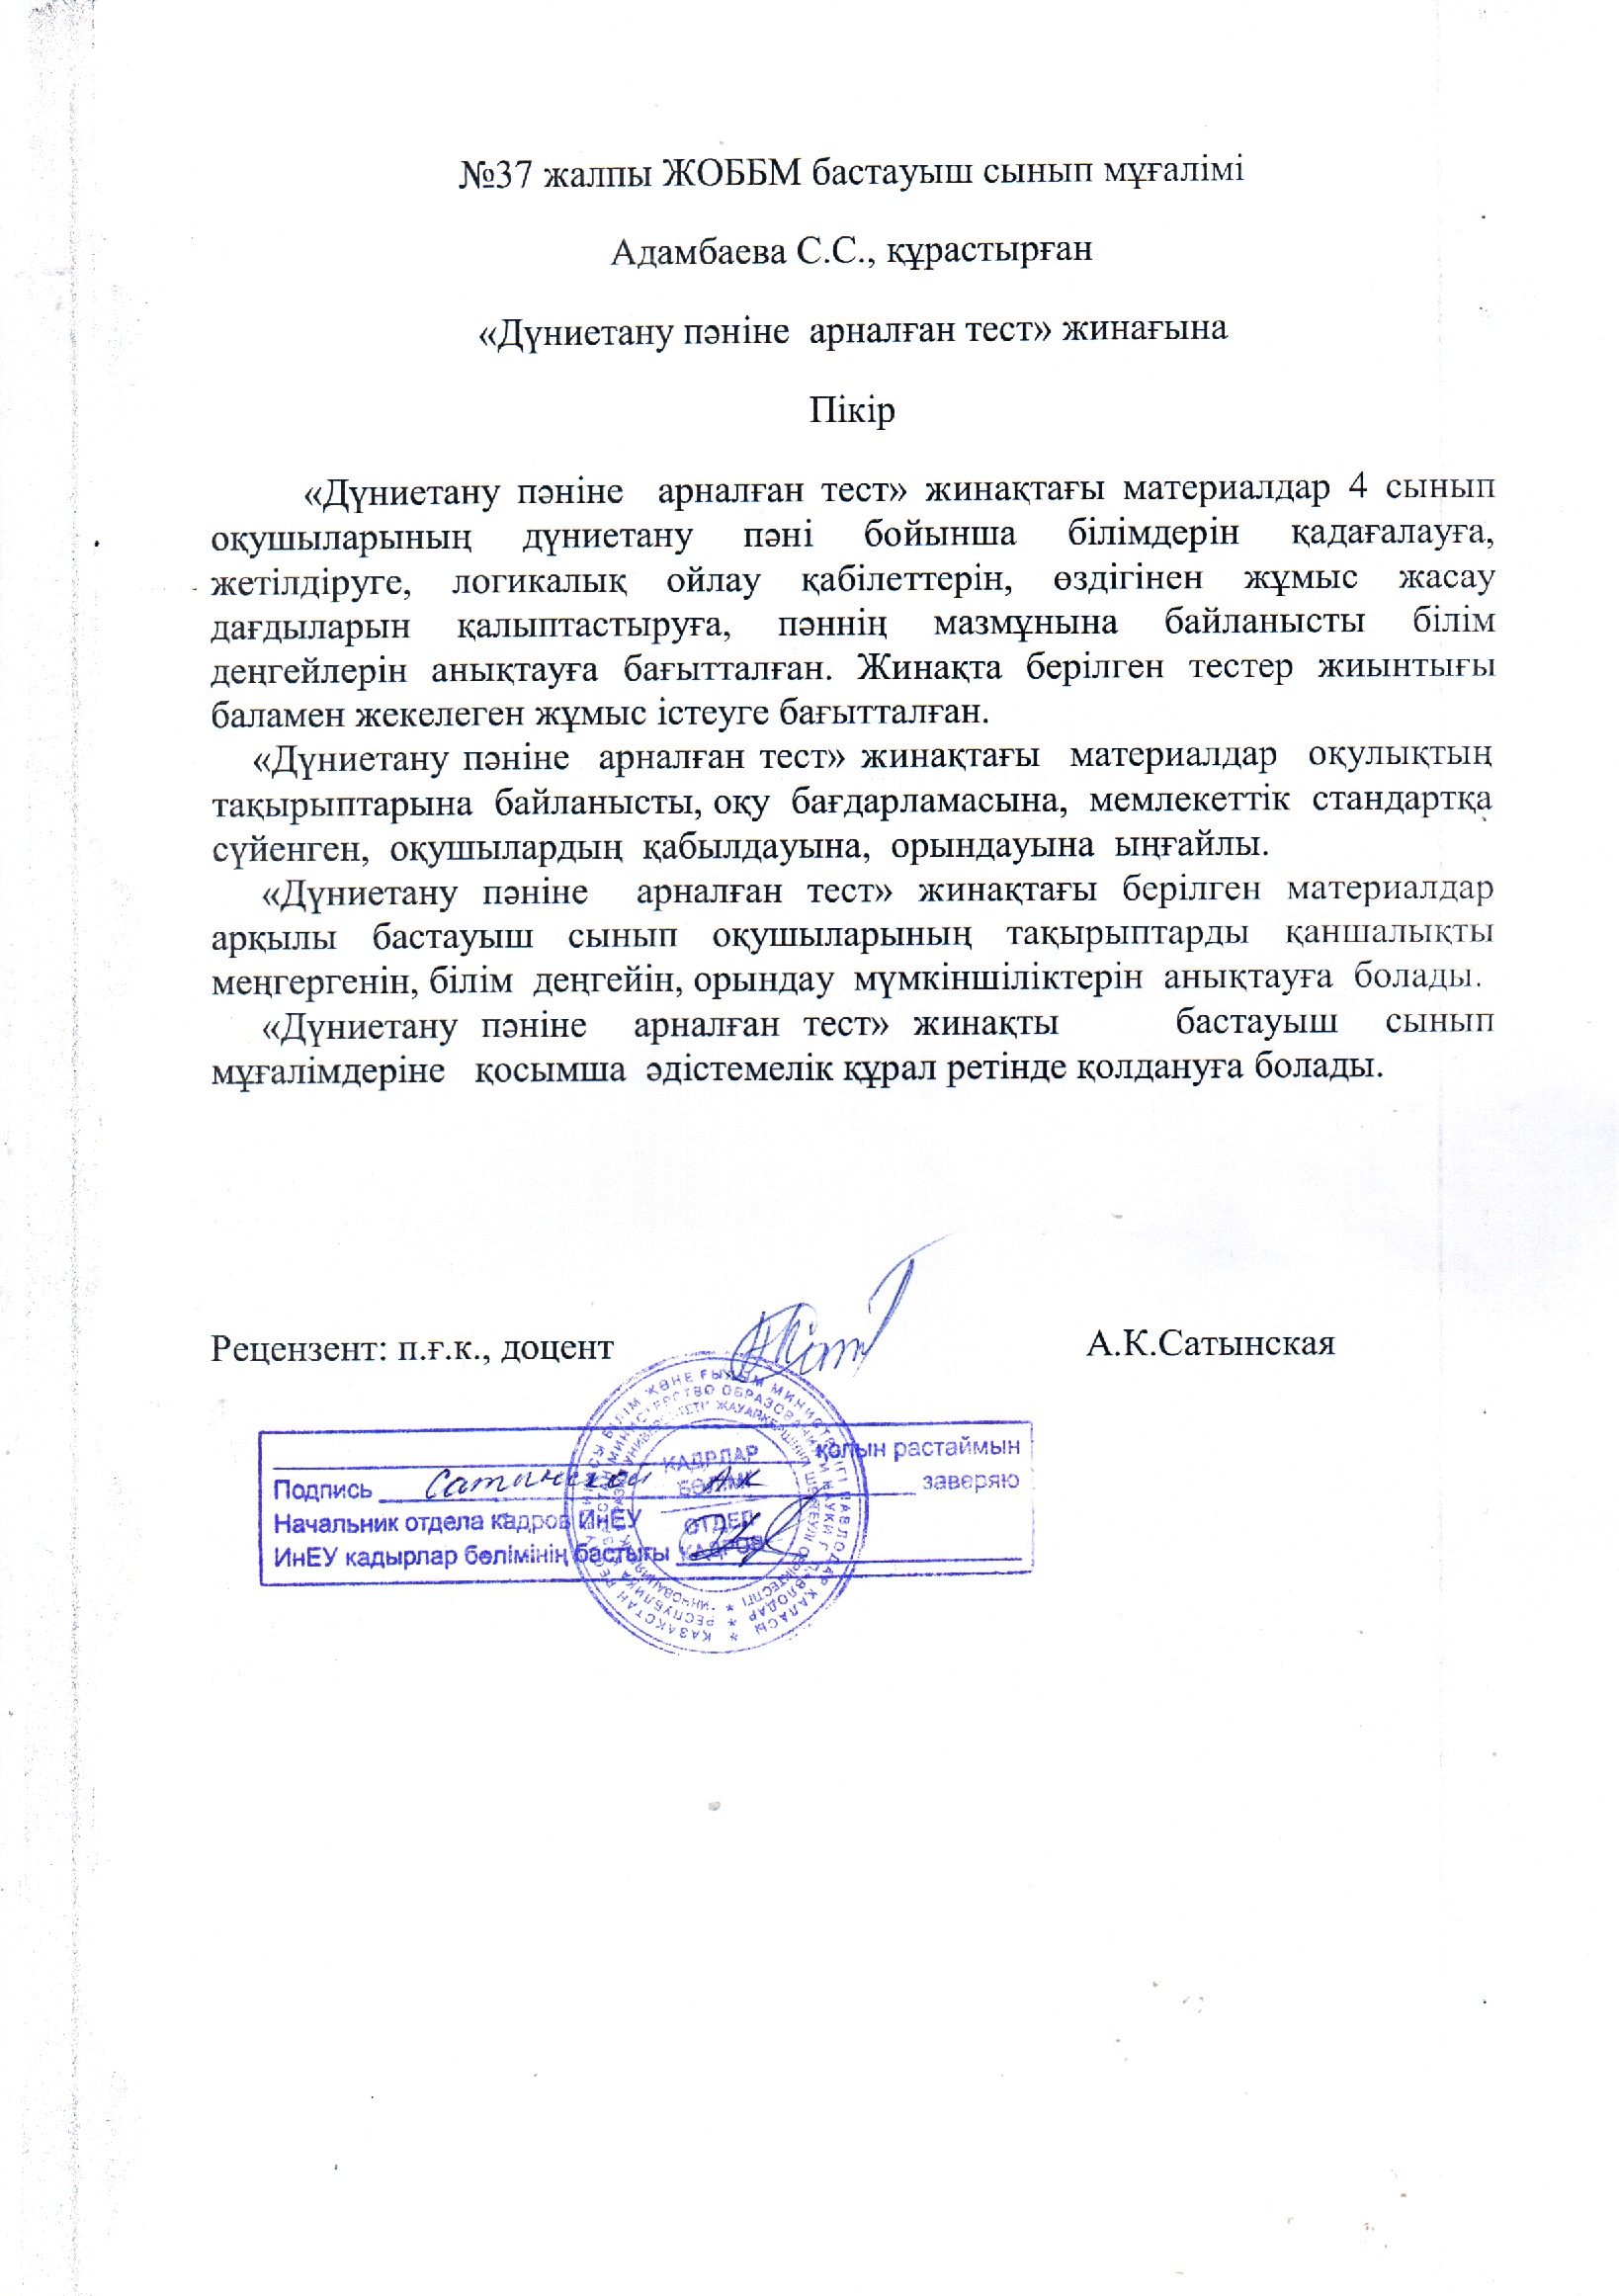 №37 жалпы ЖОББМ бастауыш сынып мұғалімі
Адамбаева С.С., құрастырған
«Дүниетану пәніне арналған тест» жинағына
Пікір
«Дүниетану пәніне арналған тест» жинақтағы материалдар 4 сынып
оқушыларының дүниетану пәні бойынша білімдерін қадағалауға,
жетілдіруге, логикалық ойлау қабілеттерін, өздігінен жұмыс жасау
дағдыларын қалыптастыруға, пәннің мазмұнына байланысты білім
деңгейлерін анықтауға бағытталған. Жинақта берілген тестер жиынтығы
баламен жекелеген жұмыс істеуге бағытталған.
«Дүниетану пәніне арналған тест» жинақтағы материалдар оқулықтың
тақырыптарына байланысты, оқу бағдарламасына, мемлекеттік стандартқа
сүйенген, оқушылардың қабылдауына, орындауына ыңғайлы.
«Дүниетану пәніне арналған тест» жинақтағы берілген материалдар
арқылы бастауыш сынып оқушыларының тақырыптарды қаншалықты
меңгергенін, білім деңгейін, орындау мүмкіншіліктерін анықтауға болады.
«Дүниетану пәніне арналған тест» жинақты бастауыш сынып
мұғалімдеріне қосымша әдістемелік құрал ретінде қолдануға болады.
Рецензент: п.ғ.к., доцент А.К.Сатынская
қолын растаймын
Подпись Сатынской АК заверяю
Начальник отдела кадров ИнЕУ
ИнЕУ кадырлар бөлімінің бастығы
КАДРЛАР
БӨЛІМІ
ОТДЕЛ
КАДРОВ